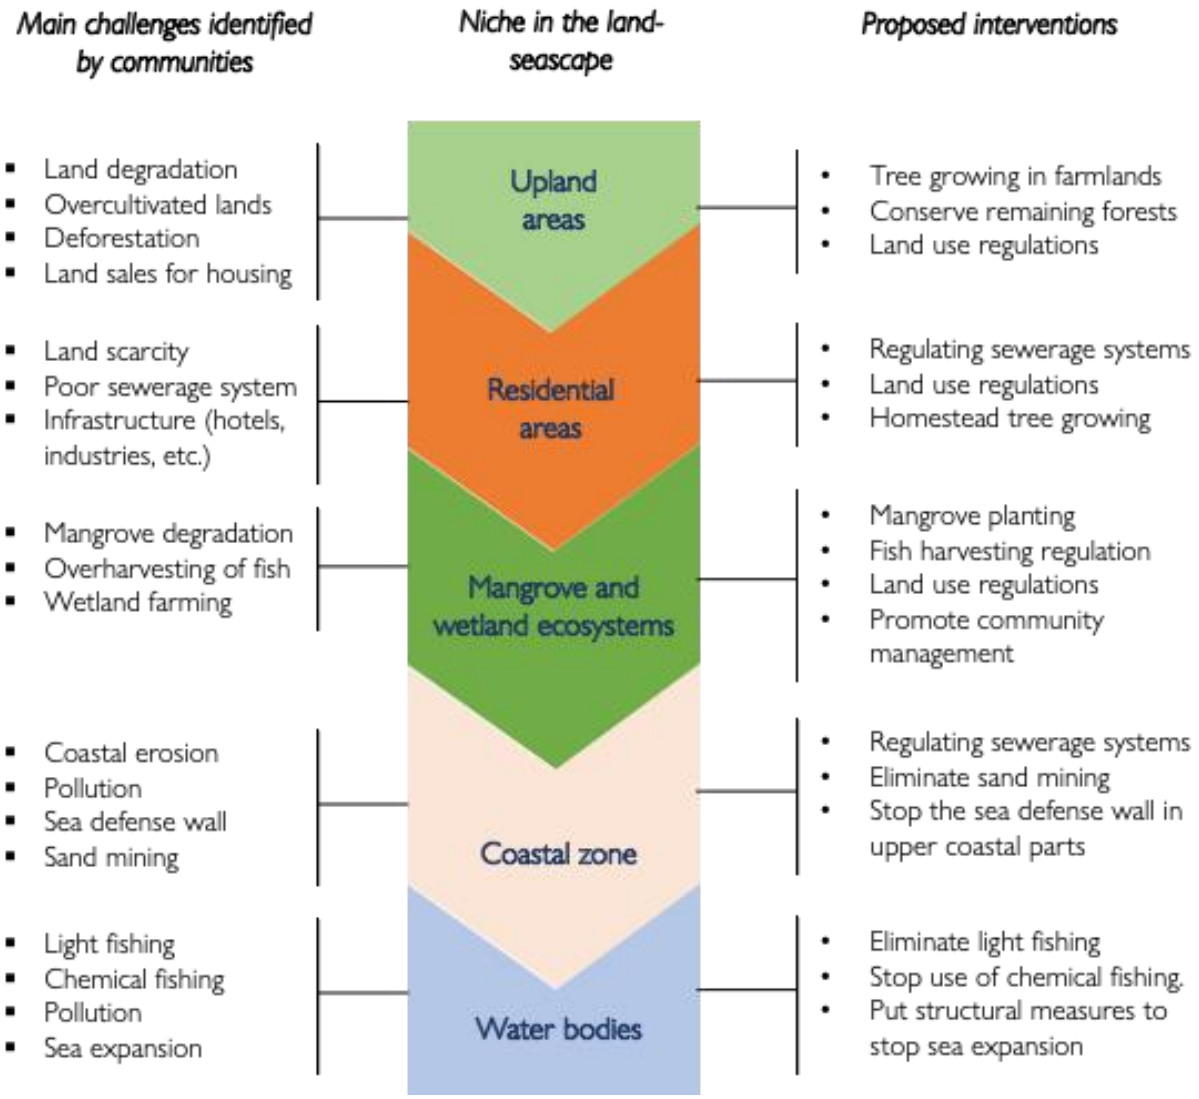 Main challenges identified
by communities
Niche in the land-
seascape
Proposed interventions
▪ Land degradation
▪ Overcultivated lands
▪ Deforestation
▪ Land sales for housing
Upland
areas
• Tree growing in farmlands
• Conserve remaining forests
• Land use regulations
▪ Land scarcity
▪ Poor sewerage system
▪ Infrastructure (hotels,
industries, etc.)
Residential
areas
• Regulating sewerage systems
• Land use regulations
• Homestead tree growing
▪ Mangrove degradation
▪ Overharvesting of fish
▪ Wetland farming
Mangrove and
wetland ecosystems
• Mangrove planting
• Fish harvesting regulation
• Land use regulations
• Promote community
management
▪ Coastal erosion
▪ Pollution
▪ Sea defense wall
▪ Sand mining
Coastal zone
• Regulating sewerage systems
• Eliminate sand mining
• Stop the sea defense wall in
upper coastal parts
▪ Light fishing
▪ Chemical fishing
▪ Pollution
▪ Sea expansion
Water bodies
• Eliminate light fishing
• Stop use of chemical fishing.
• Put structural measures to
stop sea expansion